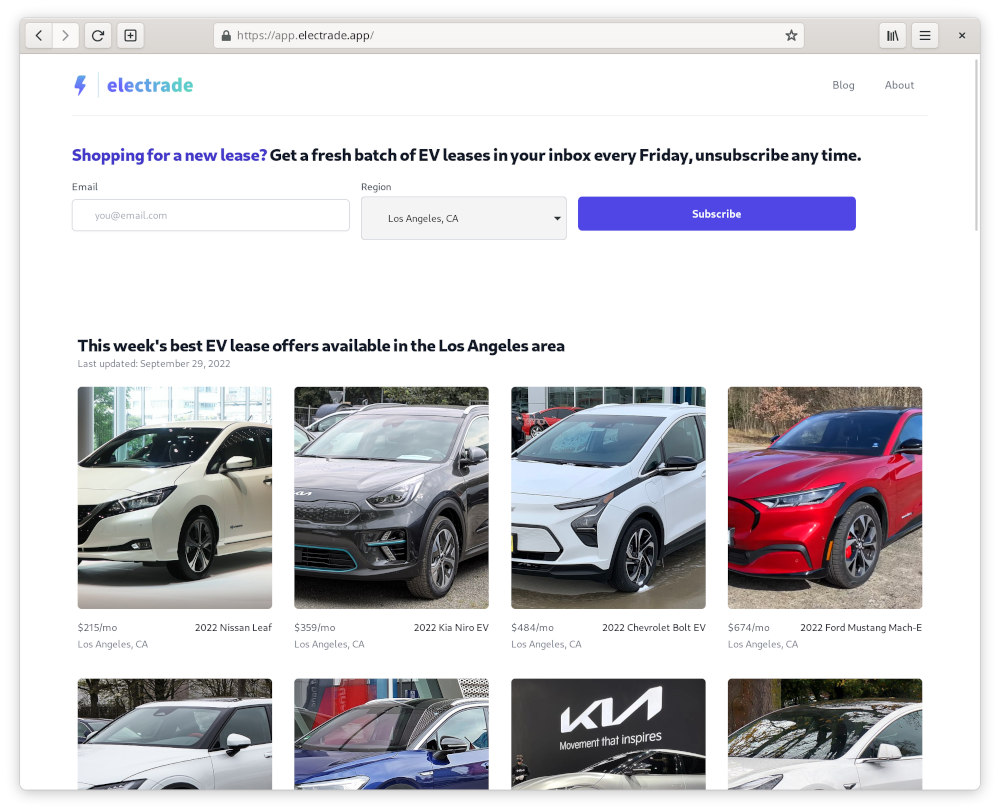 https://app.electrade.app/
electrade
Blog
About
Shopping for a new lease? Get a fresh batch of EV leases in your inbox every Friday, unsubscribe any time.
Email
Region
you@email.com
Los Angeles, CA
Subscribe
This week's best EV lease offers available in the Los Angeles area
Last updated: September 29, 2022
$215/mo 2022 Nissan Leaf
Los Angeles, CA
$359/mo 2022 Kia Niro EV
Los Angeles, CA
$484/mo 2022 Chevrolet Bolt EV
Los Angeles, CA
$674/mo 2022 Ford Mustang Mach-E
Los Angeles, CA
KIA
Movement that inspires